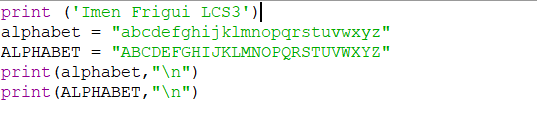 print ('Imen Frigui LCS3')
alphabet = "abcdefghijklmnopqrstuvwxyz"
ALPHABET = "ABCDEFGHIJKLMNOPQRSTUVWXYZ"
print(alphabet,"\n")
print(ALPHABET,"\n")